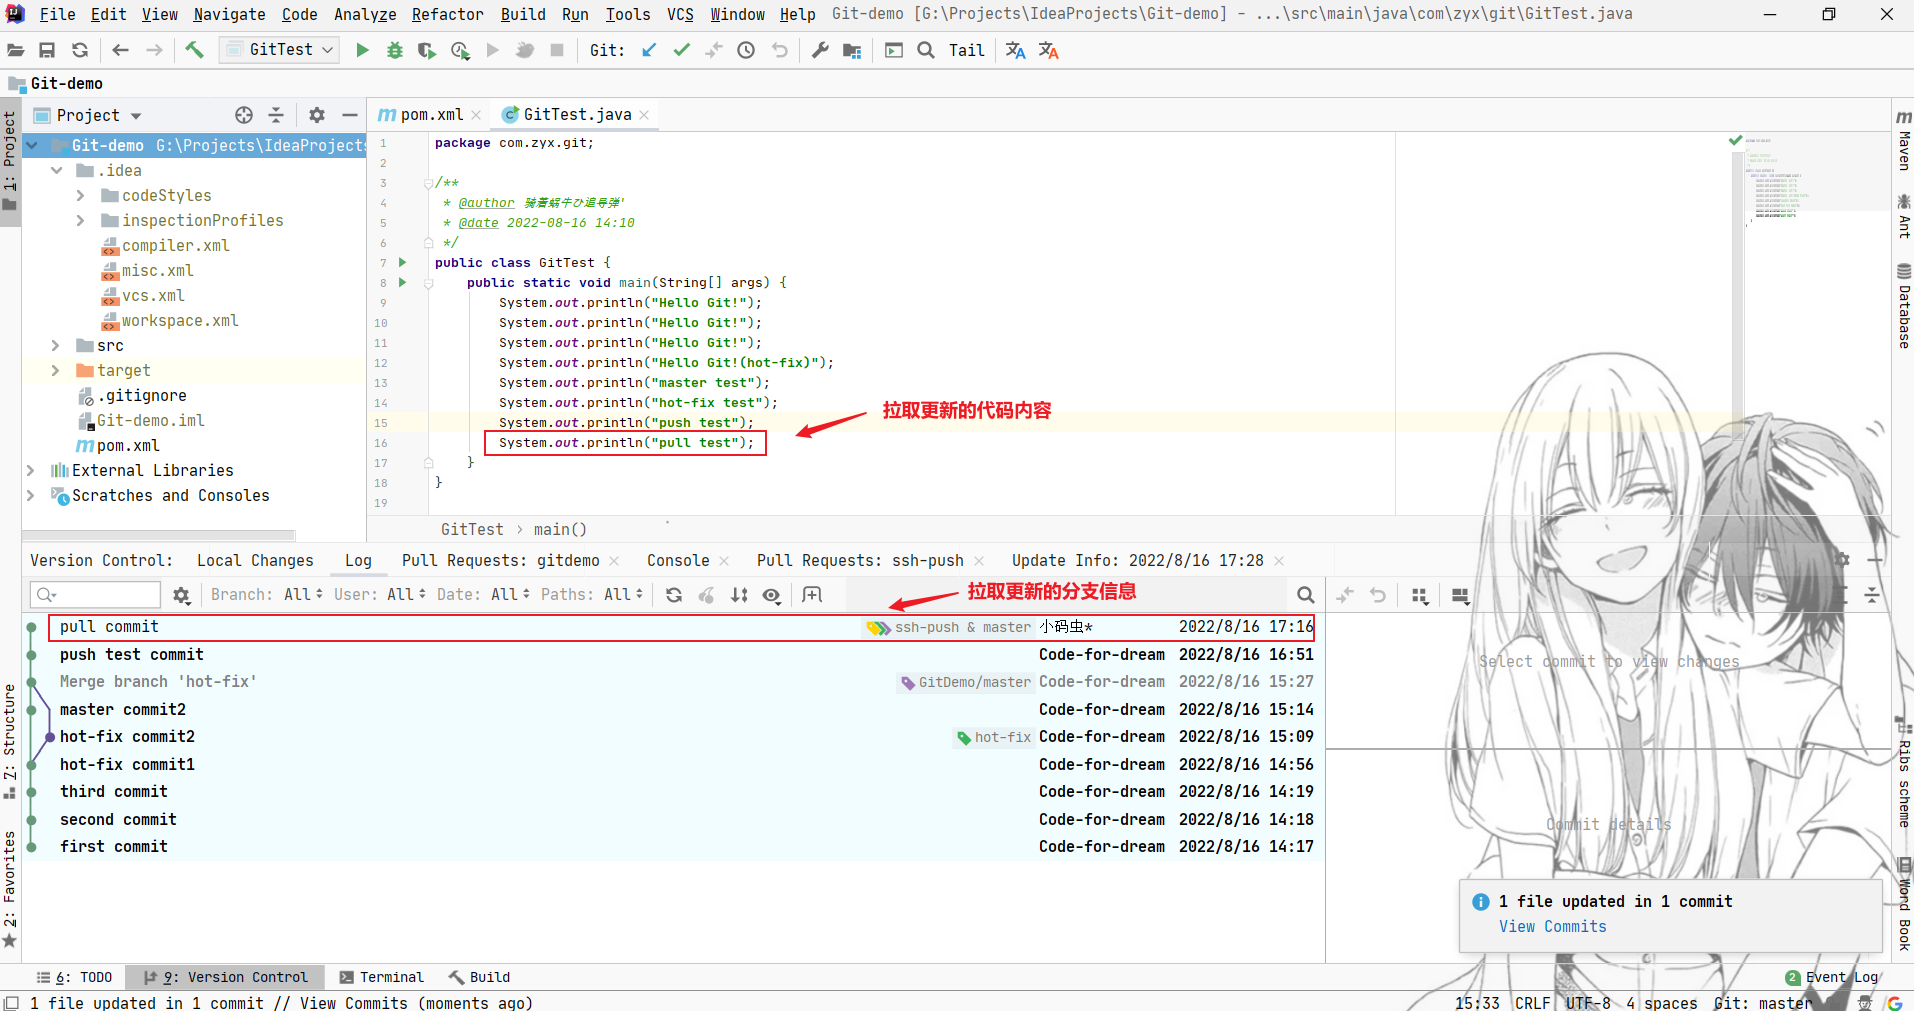 File Edit View Navigate Code Analyze Refactor Build Run Tools VCS Window Help Git-demo [G:\Projects\IdeaProjects\Git-demo] - ...\src\main\java\com\zyx\git\GitTest.java
GitTest Git: Tail
Git-demo
1: Project
Project
Git-demo G:\Projects\IdeaProjects
.idea
codeStyles
inspectionProfiles
compiler.xml
misc.xml
vcs.xml
workspace.xml
src
target
.gitignore
Git-demo.iml
pom.xml
External Libraries
Scratches and Consoles
pom.xml GitTest.java
1 package com.zyx.git;
2
3 /**
4 * @author 骑着蜗牛ひ追导弹'
5 * @date 2022-08-16 14:10
6 */
7 public class GitTest {
8 public static void main(String[] args) {
9 System.out.println("Hello Git!");
10 System.out.println("Hello Git!");
11 System.out.println("Hello Git!");
12 System.out.println("Hello Git!(hot-fix)");
13 System.out.println("master test");
14 System.out.println("hot-fix test");
15 System.out.println("push test");
16 System.out.println("pull test");
17 }
18 }
19
拉取更新的代码内容
GitTest > main()
Maven
Ant
Database
Version Control: Local Changes Log Pull Requests: gitdemo Console Pull Requests: ssh-push Update Info: 2022/8/16 17:28
Branch: All User: All Date: All Paths: All
拉取更新的分支信息
pull commit ssh-push & master 小码虫* 2022/8/16 17:16
push test commit Code-for-dream 2022/8/16 16:51
Merge branch 'hot-fix' GitDemo/master Code-for-dream 2022/8/16 15:27
master commit2 Code-for-dream 2022/8/16 15:14
hot-fix commit2 hot-fix Code-for-dream 2022/8/16 15:09
hot-fix commit1 Code-for-dream 2022/8/16 14:56
third commit Code-for-dream 2022/8/16 14:19
second commit Code-for-dream 2022/8/16 14:18
first commit Code-for-dream 2022/8/16 14:17
Select commit to view changes
Commit details
7: Structure
2: Favorites
Ribs scheme
Word Book
1 file updated in 1 commit
View Commits
6: TODO 9: Version Control Terminal Build 2 Event Log
1 file updated in 1 commit // View Commits (moments ago) 15:33 CRLF UTF-8 4 spaces Git: master